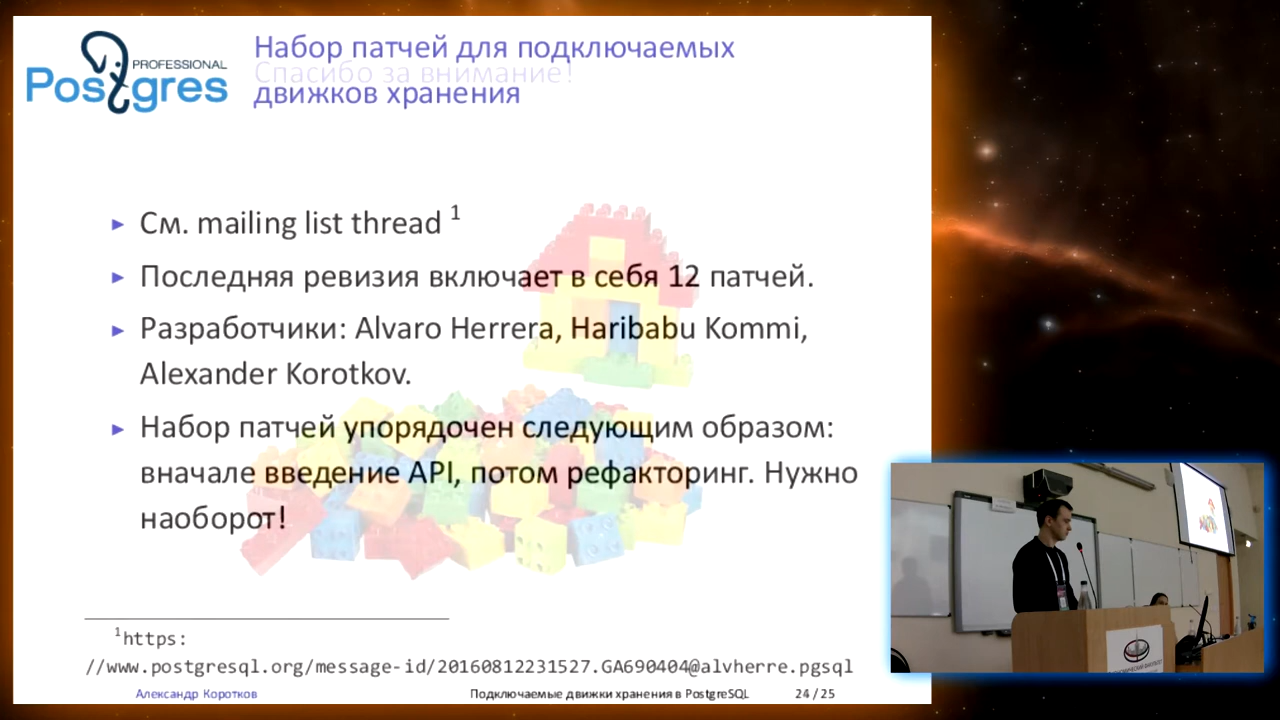 PROFESSIONAL
Postgres
Набор патчей для подключаемых
Спасибо за внимание!
движков хранения
▸ См. mailing list thread 1
▸ Последняя ревизия включает в себя 12 патчей.
▸ Разработчики: Alvaro Herrera, Haribabu Kommi,
Alexander Korotkov.
▸ Набор патчей упорядочен следующим образом:
вначале введение API, потом рефакторинг. Нужно
наоборот!
1https:
//www.postgresql.org/message-id/20160812231527.GA690404@alvherre.pgsql
Александр Коротков Подключаемые движки хранения в PostgreSQL 24 / 25